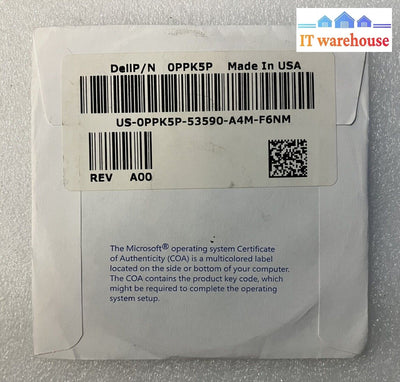 IT warehouse
DellP/N 0PPK5P Made In USA
US-0PPK5P-53590-A4M-F6NM
REV A00
The Microsoft® operating system Certificate
of Authenticity (COA) is a multicolored label
located on the side or bottom of your computer.
The COA contains the product key code, which
might be required to complete the operating
system setup.